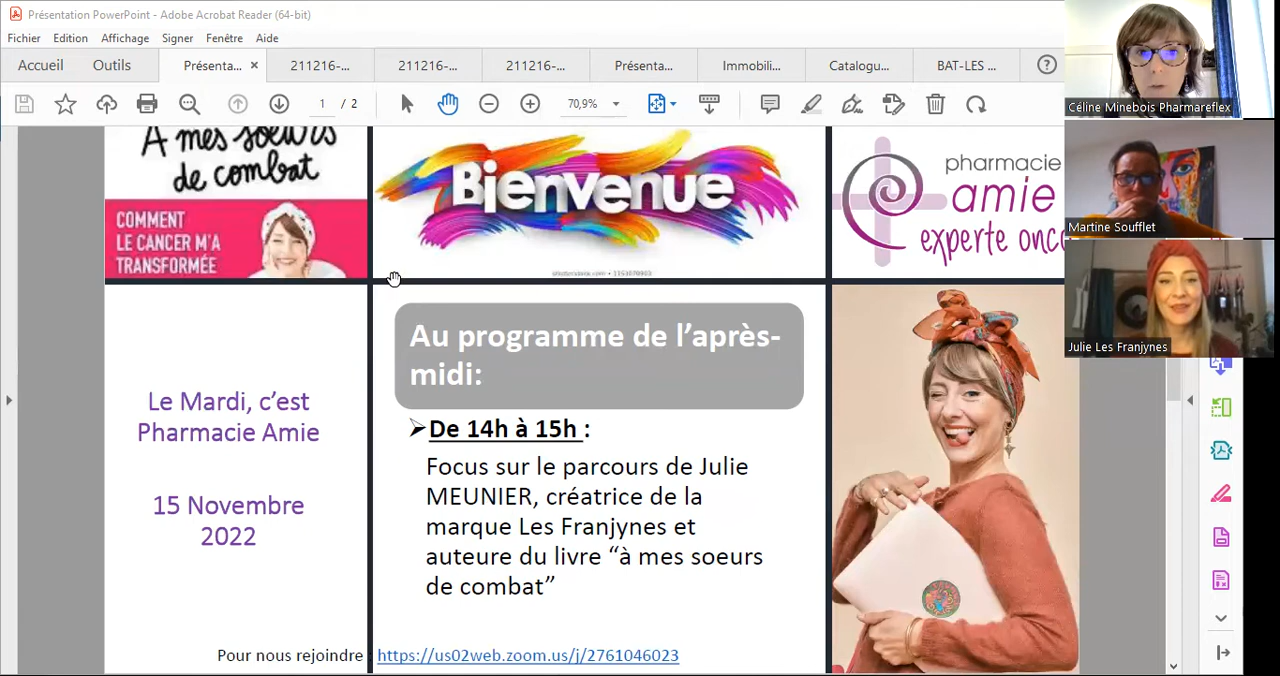 Présentation PowerPoint - Adobe Acrobat Reader (64-bit)
Fichier Edition Affichage Signer Fenêtre Aide
Accueil Outils Présenta... × 211216-... 211216-... 211216-... Présenta... Immobili... Catalogu... BAT-LES ...
1 / 2 70,9%
Céline Minebois Pharmareflex
Martine Soufflet
Julie Les Franjynes
A mes soeurs
de combat
COMMENT
LE CANCER M'A
TRANSFORMÉE
Bienvenue
pharmacie
amie
experte onco
Le Mardi, c’est
Pharmacie Amie
15 Novembre
2022
Au programme de l’après-
midi:
➢De 14h à 15h :
Focus sur le parcours de Julie
MEUNIER, créatrice de la
marque Les Franjynes et
auteure du livre “à mes soeurs
de combat”
Pour nous rejoindre : https://us02web.zoom.us/j/2761046023